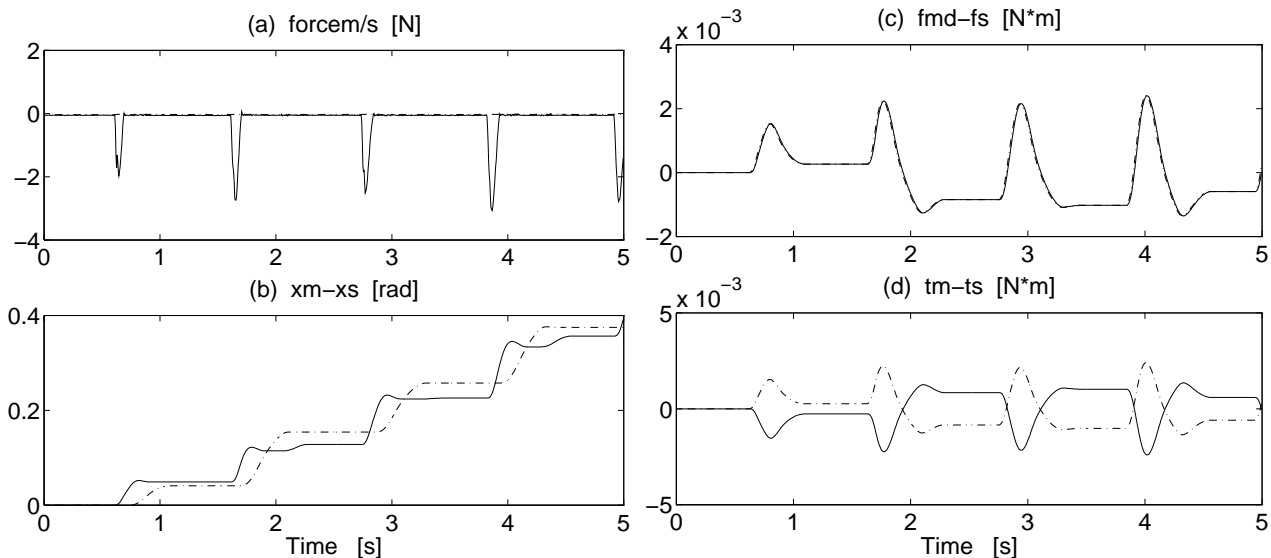 (a) forcem/s [N]
2
0
−2
−4
0 1 2 3 4 5
(b) xm−xs [rad]
0.4
0.2
0
0 1 2 3 4 5
Time [s]
(c) fmd−fs [N*m]
x 10−3
4
2
0
−2
0 1 2 3 4 5
(d) tm−ts [N*m]
x 10−3
5
0
−5
0 1 2 3 4 5
Time [s]